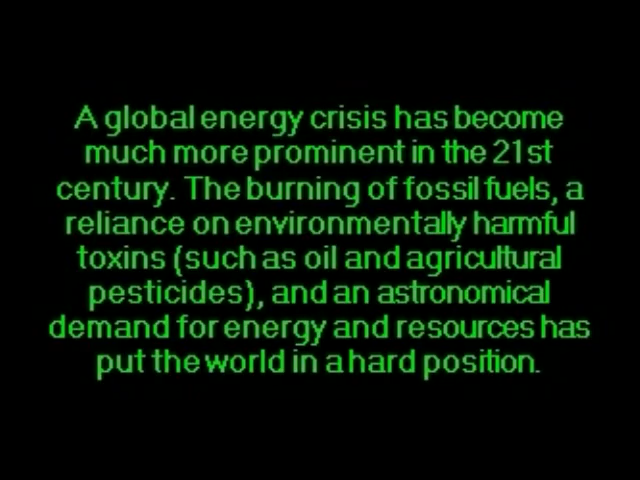 A global energy crisis has become
much more prominent in the 21st
century. The burning of fossil fuels, a
reliance on environmentally harmful
toxins (such as oil and agricultural
pesticides), and an astronomical
demand for energy and resources has
put the world in a hard position.